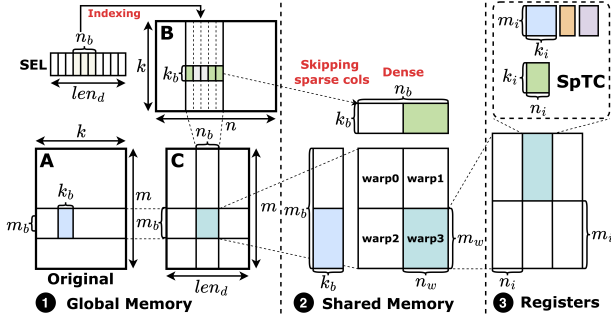 Indexing
n_b
SEL
len_d
B
k
k_b
n
n_b
k
A
k_b
m_b
m
Original
C
m_b
m
len_d
1 Global Memory
Skipping
sparse cols
Dense
n_b
k_b
warp0 warp1
warp2 warp3
m_b
k_b
m_w
n_w
2 Shared Memory
m_i
k_i
k_i
n_i
SpTC
m_i
n_i
3 Registers